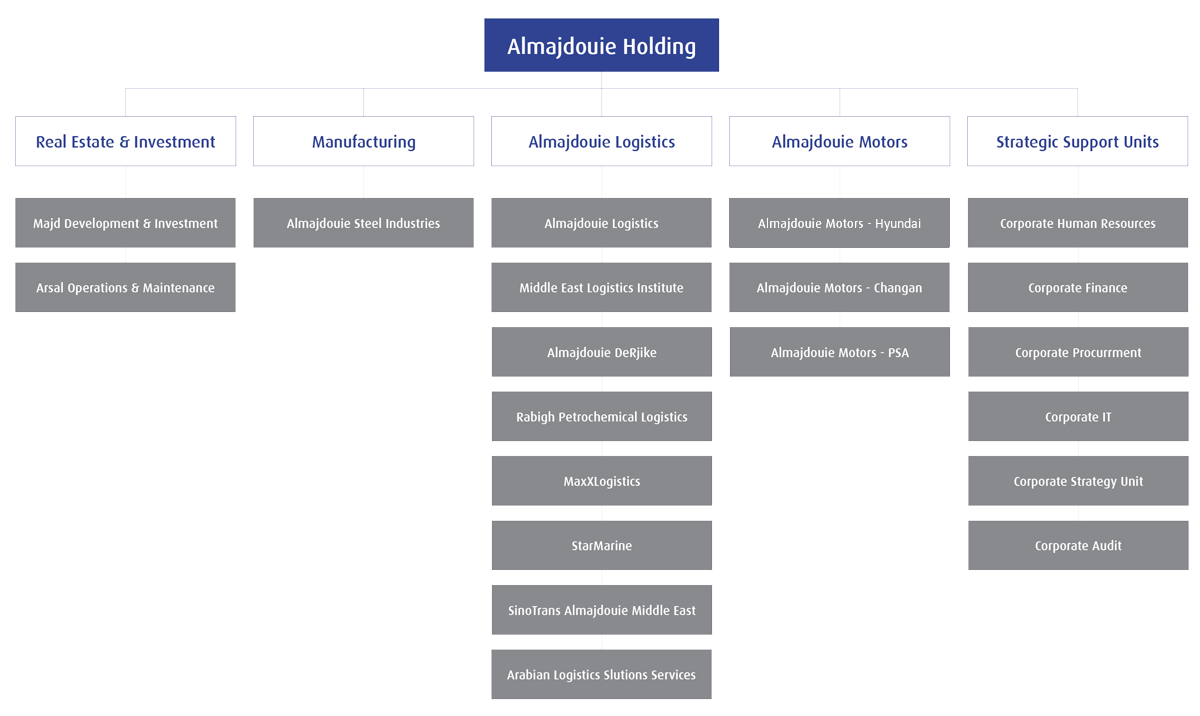 Almajdouie Holding
Real Estate & Investment
Manufacturing
Almajdouie Logistics
Almajdouie Motors
Strategic Support Units
Majd Development & Investment
Almajdouie Steel Industries
Almajdouie Logistics
Almajdouie Motors - Hyundai
Corporate Human Resources
Arsal Operations & Maintenance
Middle East Logistics Institute
Almajdouie Motors - Changan
Corporate Finance
Almajdouie DeRjike
Almajdouie Motors - PSA
Corporate Procurrment
Rabigh Petrochemical Logistics
Corporate IT
MaxXLogistics
Corporate Strategy Unit
StarMarine
Corporate Audit
SinoTrans Almajdouie Middle East
Arabian Logistics Slutions Services